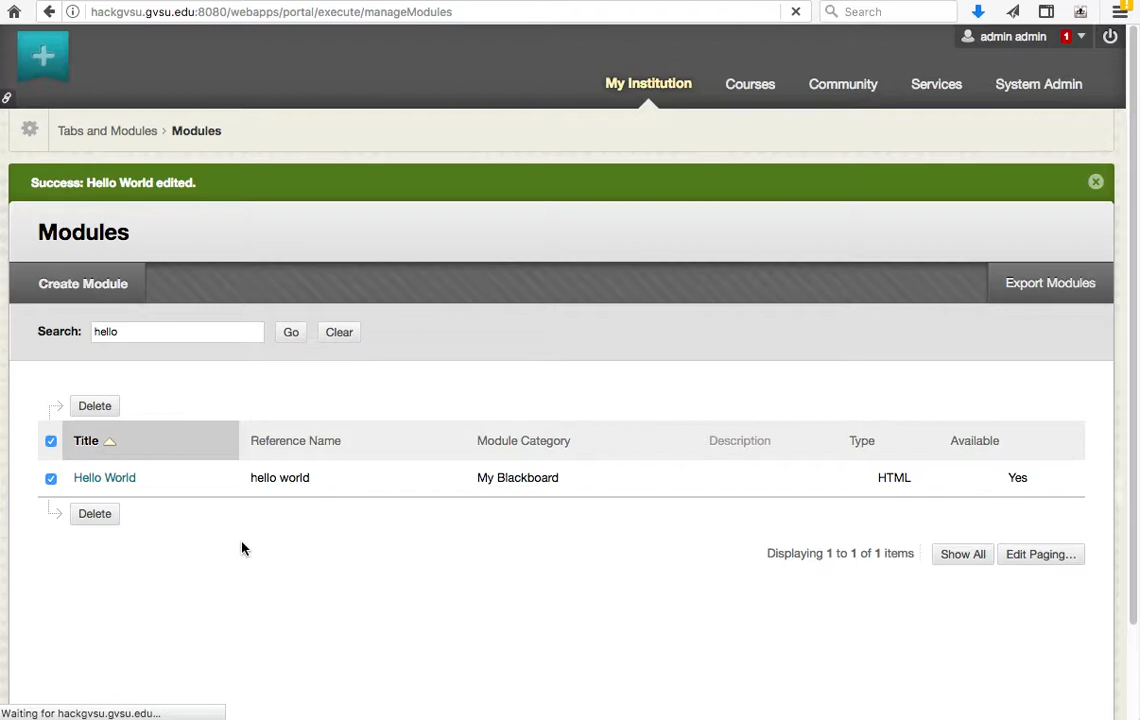 hackgvsu.gvsu.edu:8080/webapps/portal/execute/manageModules
Search
admin admin 1
My Institution Courses Community Services System Admin
Tabs and Modules › Modules
Success: Hello World edited.
Modules
Create Module Export Modules
Search: hello Go Clear
Delete
Title Reference Name Module Category Description Type Available
Hello World hello world My Blackboard HTML Yes
Delete
Displaying 1 to 1 of 1 items Show All Edit Paging...
Waiting for hackgvsu.gvsu.edu...